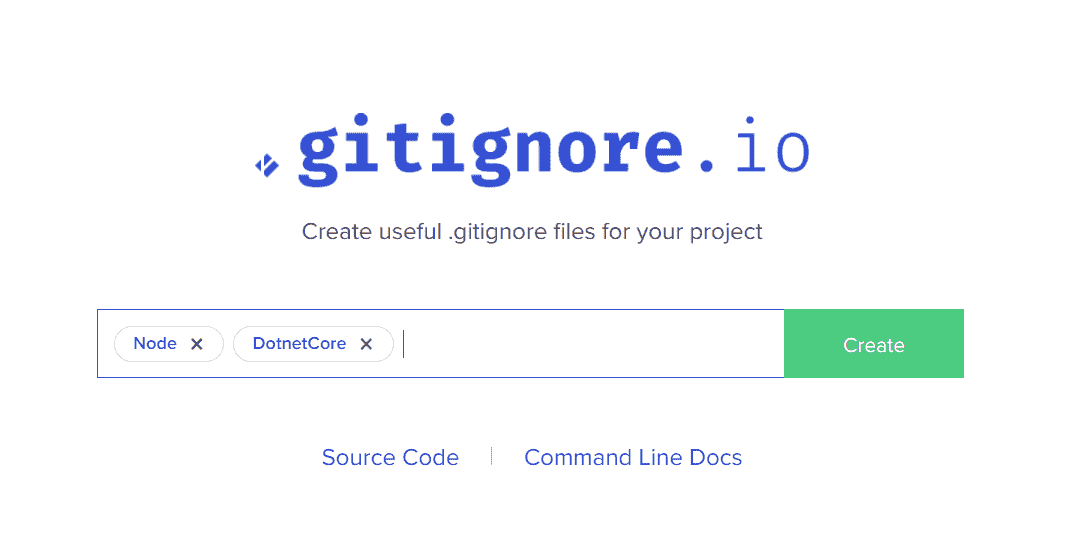 gitignore.io
Create useful .gitignore files for your project
Node × DotnetCore ×
Create
Source Code
Command Line Docs